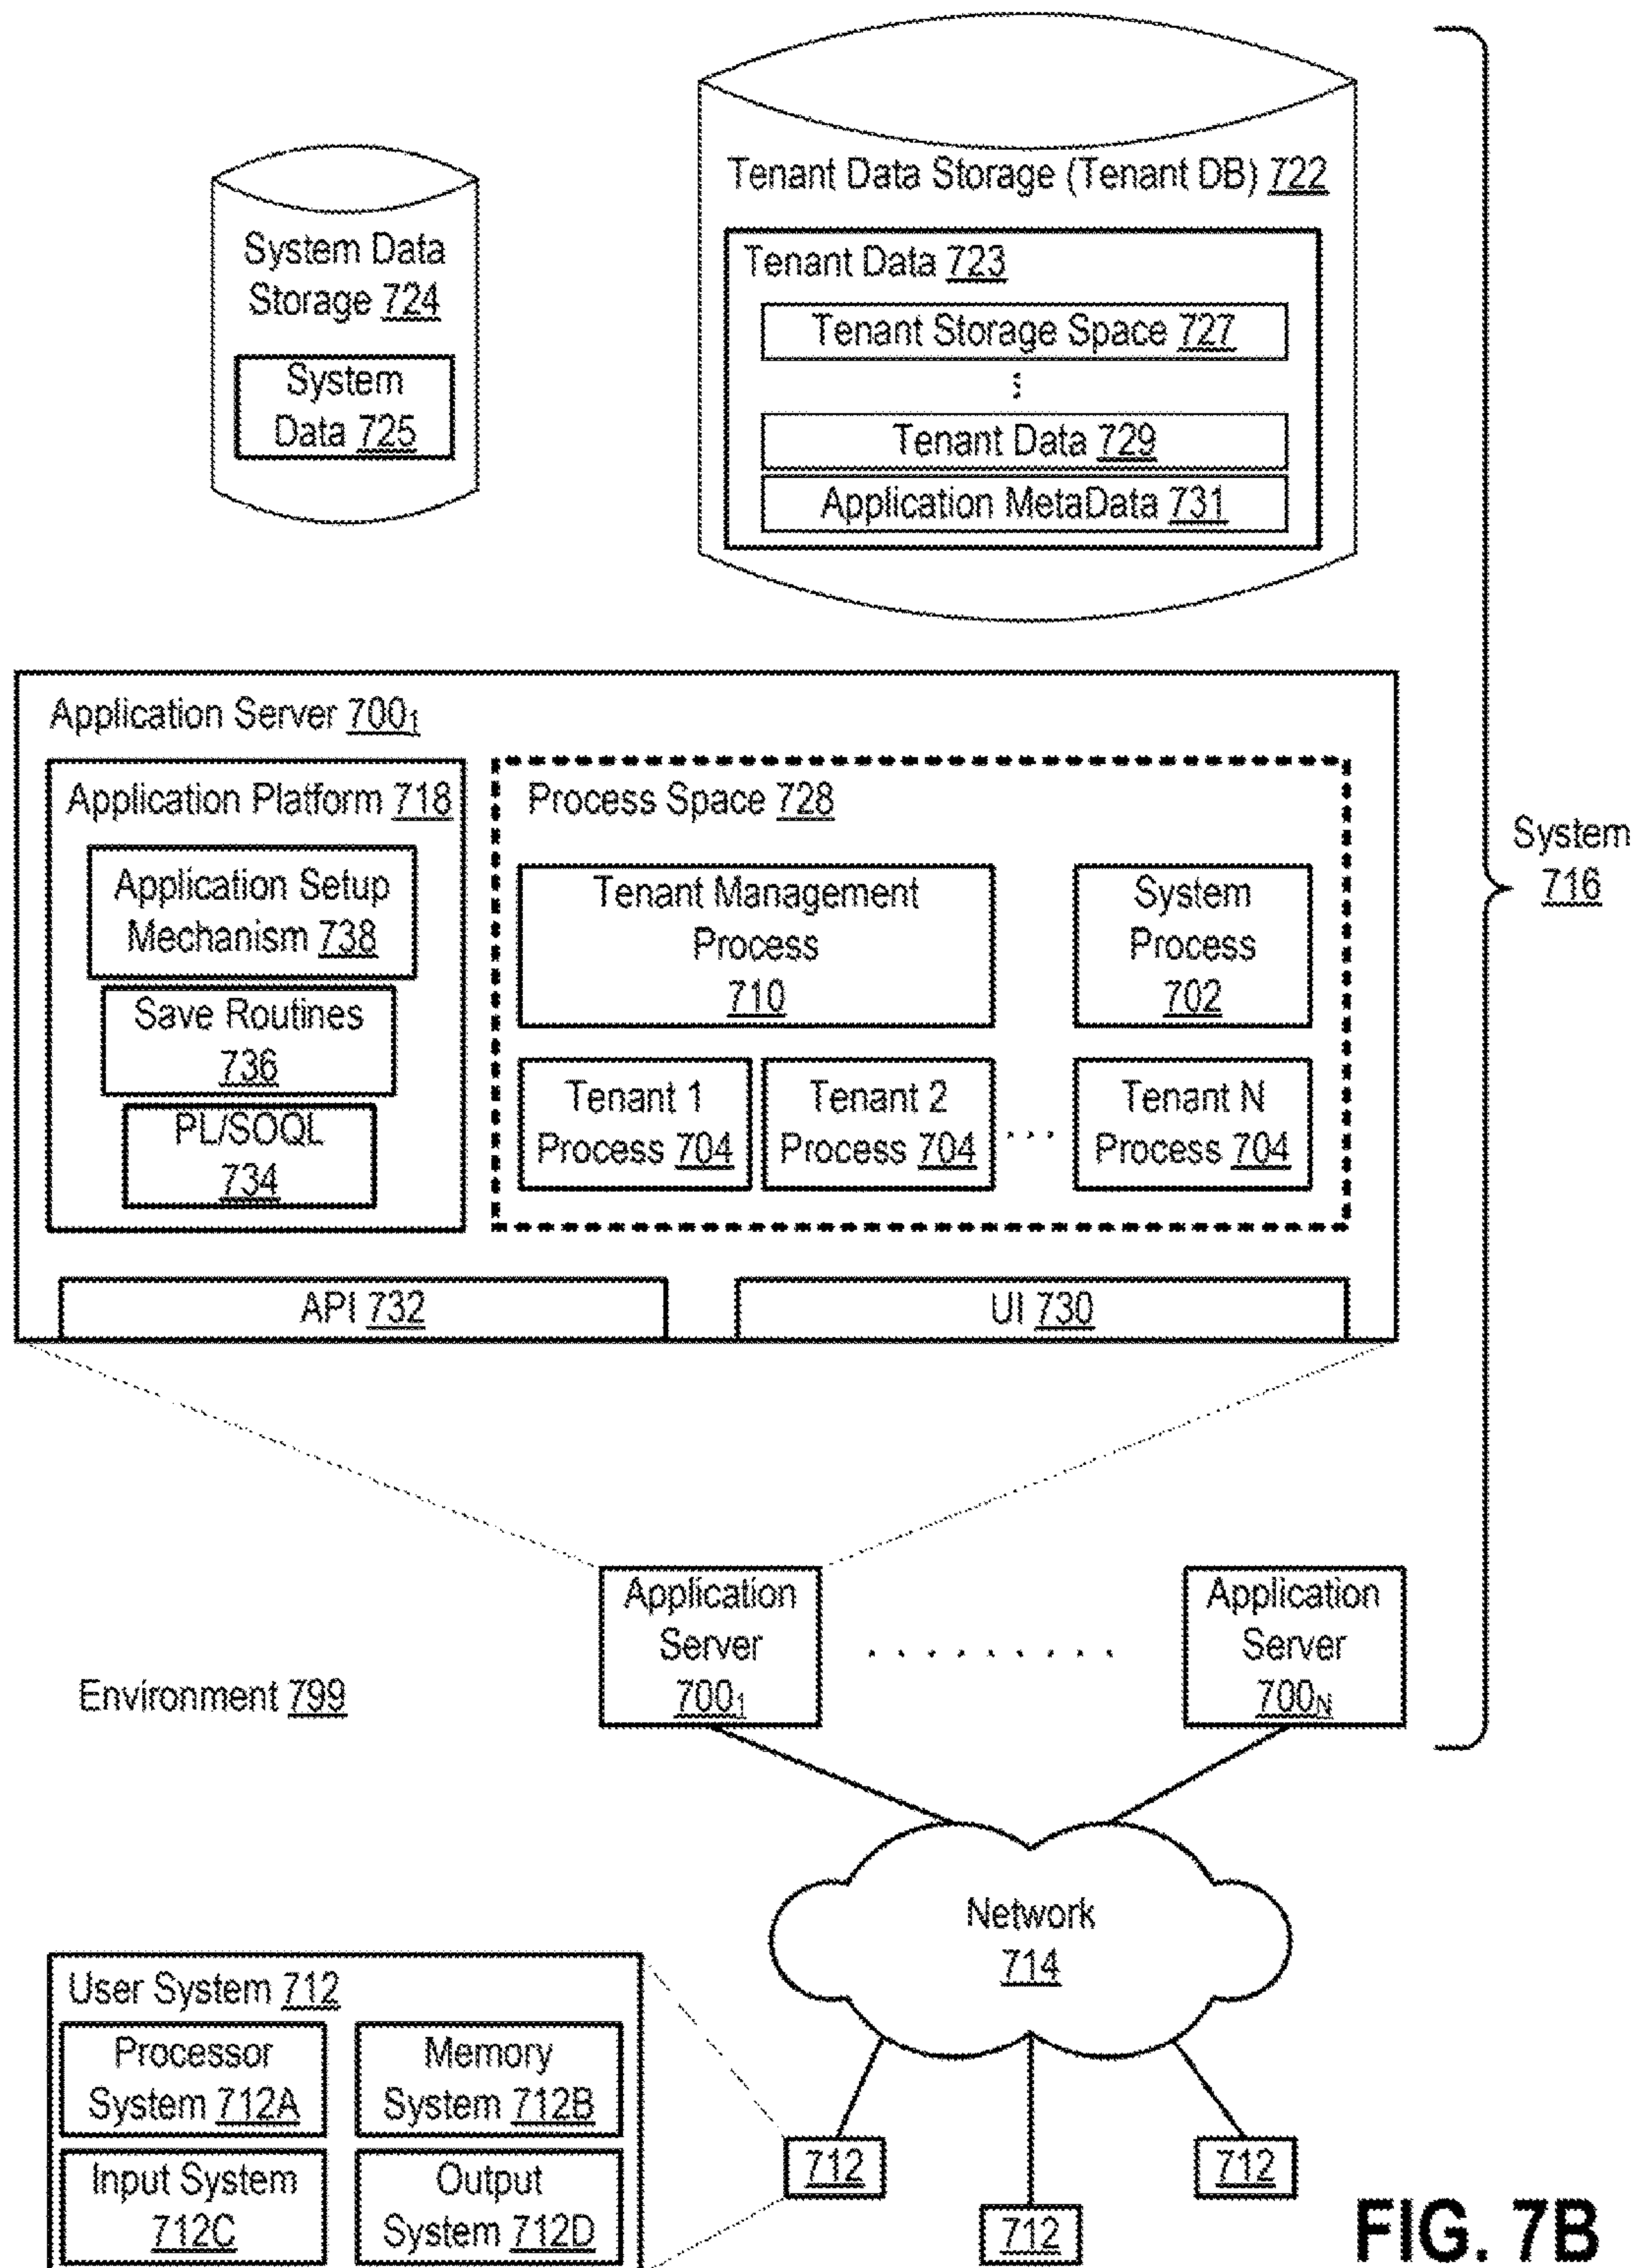 Tenant Data Storage (Tenant DB) 722
System Data
Storage 724
System
Data 725
Tenant Data 723
Tenant Storage Space 727
⋮
Tenant Data 729
Application MetaData 731
System
716
Application Server 700₁
Application Platform 718
Application Setup
Mechanism 738
Save Routines
736
PL/SOQL
734
Process Space 728
Tenant Management
Process
710
System
Process
702
Tenant 1
Process 704
Tenant 2
Process 704
. . .
Tenant N
Process 704
API 732
UI 730
Application
Server
700₁
. . . . . . . . .
Application
Server
700N
Environment 799
Network
714
User System 712
Processor
System 712A
Memory
System 712B
Input System
712C
Output
System 712D
712
712
712
FIG. 7B